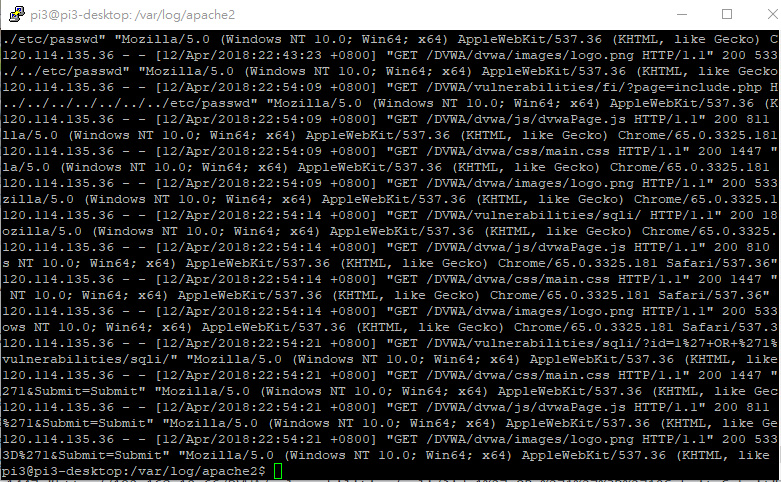 pi3@pi3-desktop: /var/log/apache2
./etc/passwd" "Mozilla/5.0 (Windows NT 10.0; Win64; x64) AppleWebKit/537.36 (KHTML, like Gecko) C
120.114.135.36 - - [12/Apr/2018:22:43:23 +0800] "GET /DVWA/dvwa/images/logo.png HTTP/1.1" 200 533
./../etc/passwd" "Mozilla/5.0 (Windows NT 10.0; Win64; x64) AppleWebKit/537.36 (KHTML, like Gecko
120.114.135.36 - - [12/Apr/2018:22:54:09 +0800] "GET /DVWA/vulnerabilities/fi/?page=include.php H
../../../../../../../etc/passwd" "Mozilla/5.0 (Windows NT 10.0; Win64; x64) AppleWebKit/537.36 (K
120.114.135.36 - - [12/Apr/2018:22:54:09 +0800] "GET /DVWA/dvwa/js/dvwaPage.js HTTP/1.1" 200 811
lla/5.0 (Windows NT 10.0; Win64; x64) AppleWebKit/537.36 (KHTML, like Gecko) Chrome/65.0.3325.181
120.114.135.36 - - [12/Apr/2018:22:54:09 +0800] "GET /DVWA/dvwa/css/main.css HTTP/1.1" 200 1447 "
la/5.0 (Windows NT 10.0; Win64; x64) AppleWebKit/537.36 (KHTML, like Gecko) Chrome/65.0.3325.181
120.114.135.36 - - [12/Apr/2018:22:54:09 +0800] "GET /DVWA/dvwa/images/logo.png HTTP/1.1" 200 533
zilla/5.0 (Windows NT 10.0; Win64; x64) AppleWebKit/537.36 (KHTML, like Gecko) Chrome/65.0.3325.1
120.114.135.36 - - [12/Apr/2018:22:54:14 +0800] "GET /DVWA/vulnerabilities/sqli/ HTTP/1.1" 200 18
ozilla/5.0 (Windows NT 10.0; Win64; x64) AppleWebKit/537.36 (KHTML, like Gecko) Chrome/65.0.3325.
120.114.135.36 - - [12/Apr/2018:22:54:14 +0800] "GET /DVWA/dvwa/js/dvwaPage.js HTTP/1.1" 200 810
s NT 10.0; Win64; x64) AppleWebKit/537.36 (KHTML, like Gecko) Chrome/65.0.3325.181 Safari/537.36"
120.114.135.36 - - [12/Apr/2018:22:54:14 +0800] "GET /DVWA/dvwa/css/main.css HTTP/1.1" 200 1447 "
NT 10.0; Win64; x64) AppleWebKit/537.36 (KHTML, like Gecko) Chrome/65.0.3325.181 Safari/537.36"
120.114.135.36 - - [12/Apr/2018:22:54:14 +0800] "GET /DVWA/dvwa/images/logo.png HTTP/1.1" 200 533
ows NT 10.0; Win64; x64) AppleWebKit/537.36 (KHTML, like Gecko) Chrome/65.0.3325.181 Safari/537.3
120.114.135.36 - - [12/Apr/2018:22:54:21 +0800] "GET /DVWA/vulnerabilities/sqli/?id=1%27+OR+%271%
vulnerabilities/sqli/" "Mozilla/5.0 (Windows NT 10.0; Win64; x64) AppleWebKit/537.36 (KHTML, like
120.114.135.36 - - [12/Apr/2018:22:54:21 +0800] "GET /DVWA/dvwa/css/main.css HTTP/1.1" 200 1447 "
271&Submit=Submit" "Mozilla/5.0 (Windows NT 10.0; Win64; x64) AppleWebKit/537.36 (KHTML, like Gec
120.114.135.36 - - [12/Apr/2018:22:54:21 +0800] "GET /DVWA/dvwa/js/dvwaPage.js HTTP/1.1" 200 811
%271&Submit=Submit" "Mozilla/5.0 (Windows NT 10.0; Win64; x64) AppleWebKit/537.36 (KHTML, like Ge
120.114.135.36 - - [12/Apr/2018:22:54:21 +0800] "GET /DVWA/dvwa/images/logo.png HTTP/1.1" 200 533
3D%271&Submit=Submit" "Mozilla/5.0 (Windows NT 10.0; Win64; x64) AppleWebKit/537.36 (KHTML, like
pi3@pi3-desktop:/var/log/apache2$